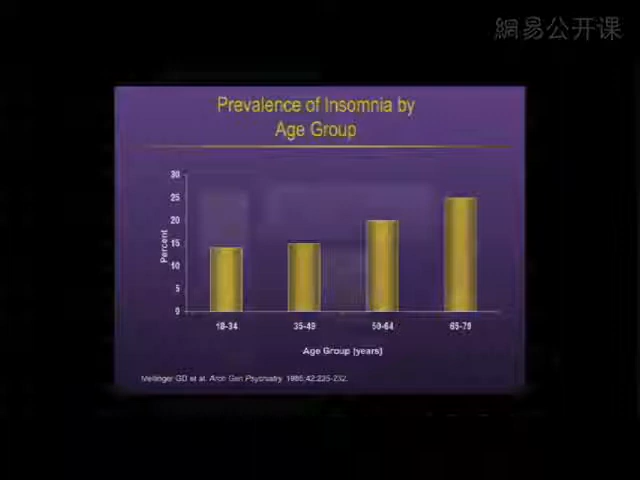 網易公开课
Prevalence of Insomnia by
Age Group
30
25
20
15
10
5
0
Percent
18-34
35-49
50-64
65-79
Age Group (years)
Mellinger GD et al. Arch Gen Psychiatry. 1985;42:225-232.